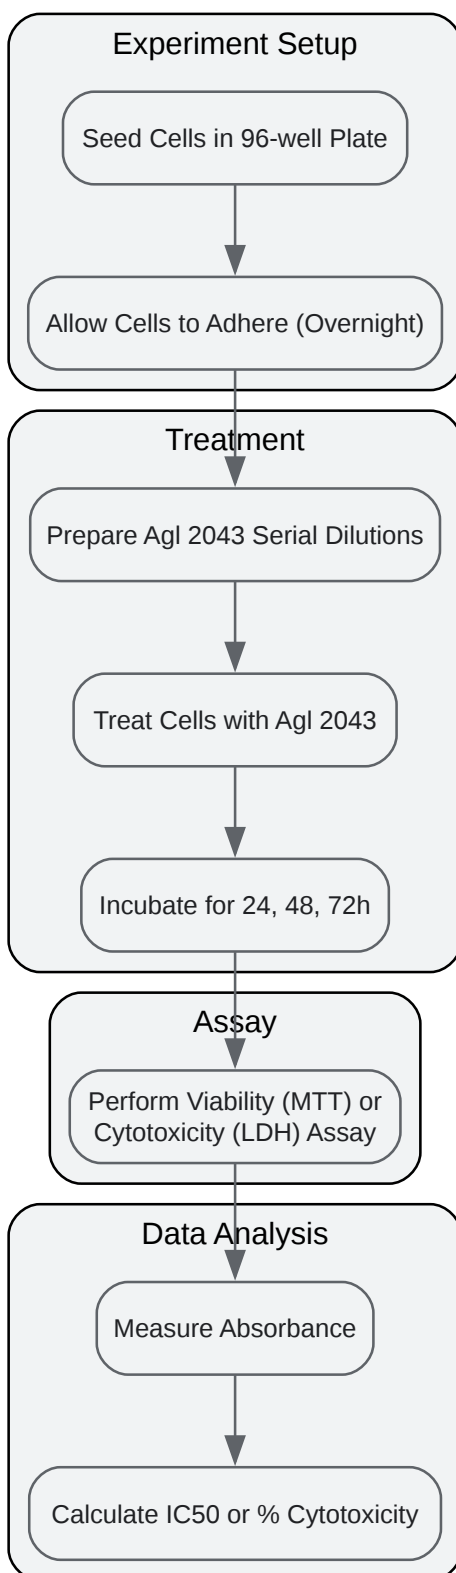 Experiment Setup
Seed Cells in 96-well Plate
Allow Cells to Adhere (Overnight)
Treatment
Prepare Agl 2043 Serial Dilutions
Treat Cells with Agl 2043
Incubate for 24, 48, 72h
Assay
Perform Viability (MTT) or
Cytotoxicity (LDH) Assay
Data Analysis
Measure Absorbance
Calculate IC50 or % Cytotoxicity